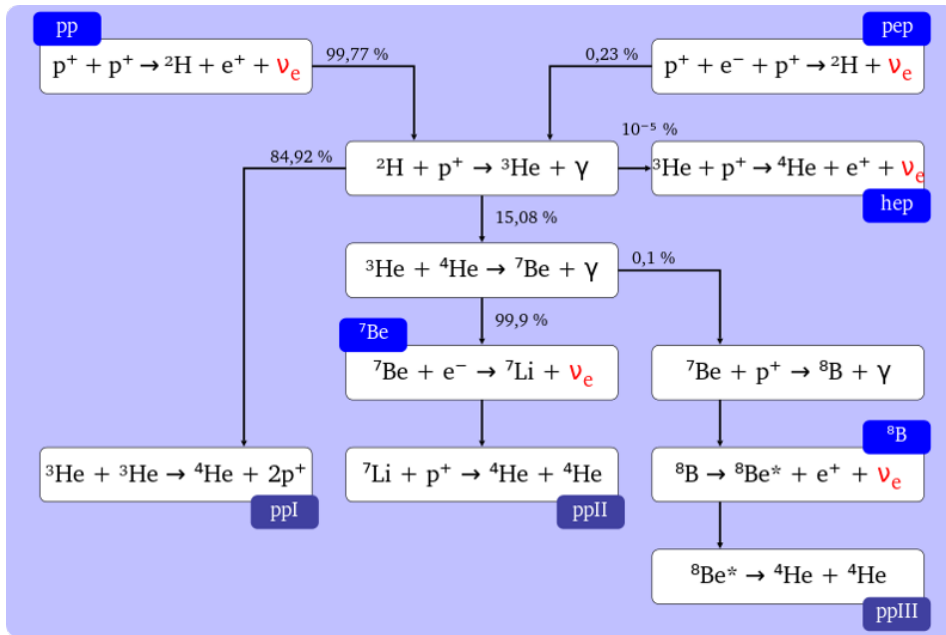 pp
pep
p⁺ + p⁺ → ²H + e⁺ + νₑ
99,77 %
0,23 %
p⁺ + e⁻ + p⁺ → ²H + νₑ
10⁻⁵ %
84,92 %
²H + p⁺ → ³He + γ
³He + p⁺ → ⁴He + e⁺ + νₑ
hep
15,08 %
³He + ⁴He → ⁷Be + γ
0,1 %
99,9 %
⁷Be
⁷Be + e⁻ → ⁷Li + νₑ
⁷Be + p⁺ → ⁸B + γ
⁸B
³He + ³He → ⁴He + 2p⁺
⁷Li + p⁺ → ⁴He + ⁴He
⁸B → ⁸Be* + e⁺ + νₑ
ppI
ppII
⁸Be* → ⁴He + ⁴He
ppIII